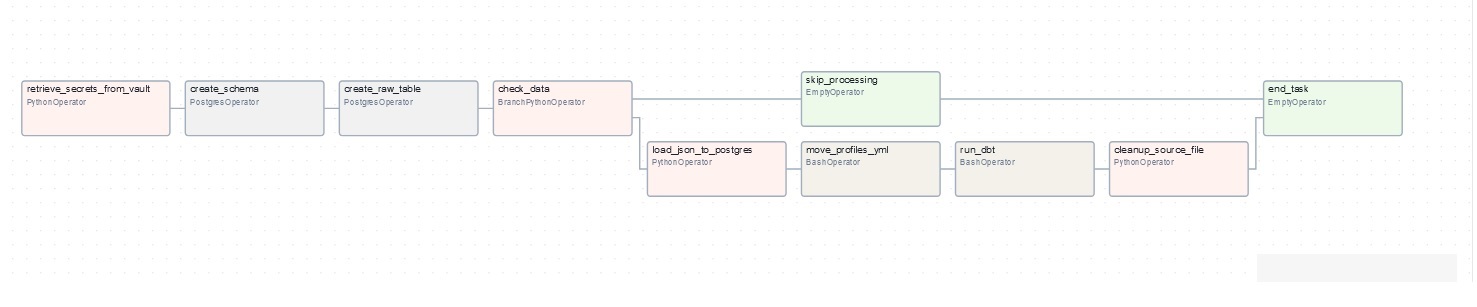 retrieve_secrets_from_vault
PythonOperator
create_schema
PostgresOperator
create_raw_table
PostgresOperator
check_data
BranchPythonOperator
skip_processing
EmptyOperator
end_task
EmptyOperator
load_json_to_postgres
PythonOperator
move_profiles_yml
BashOperator
run_dbt
BashOperator
cleanup_source_file
PythonOperator